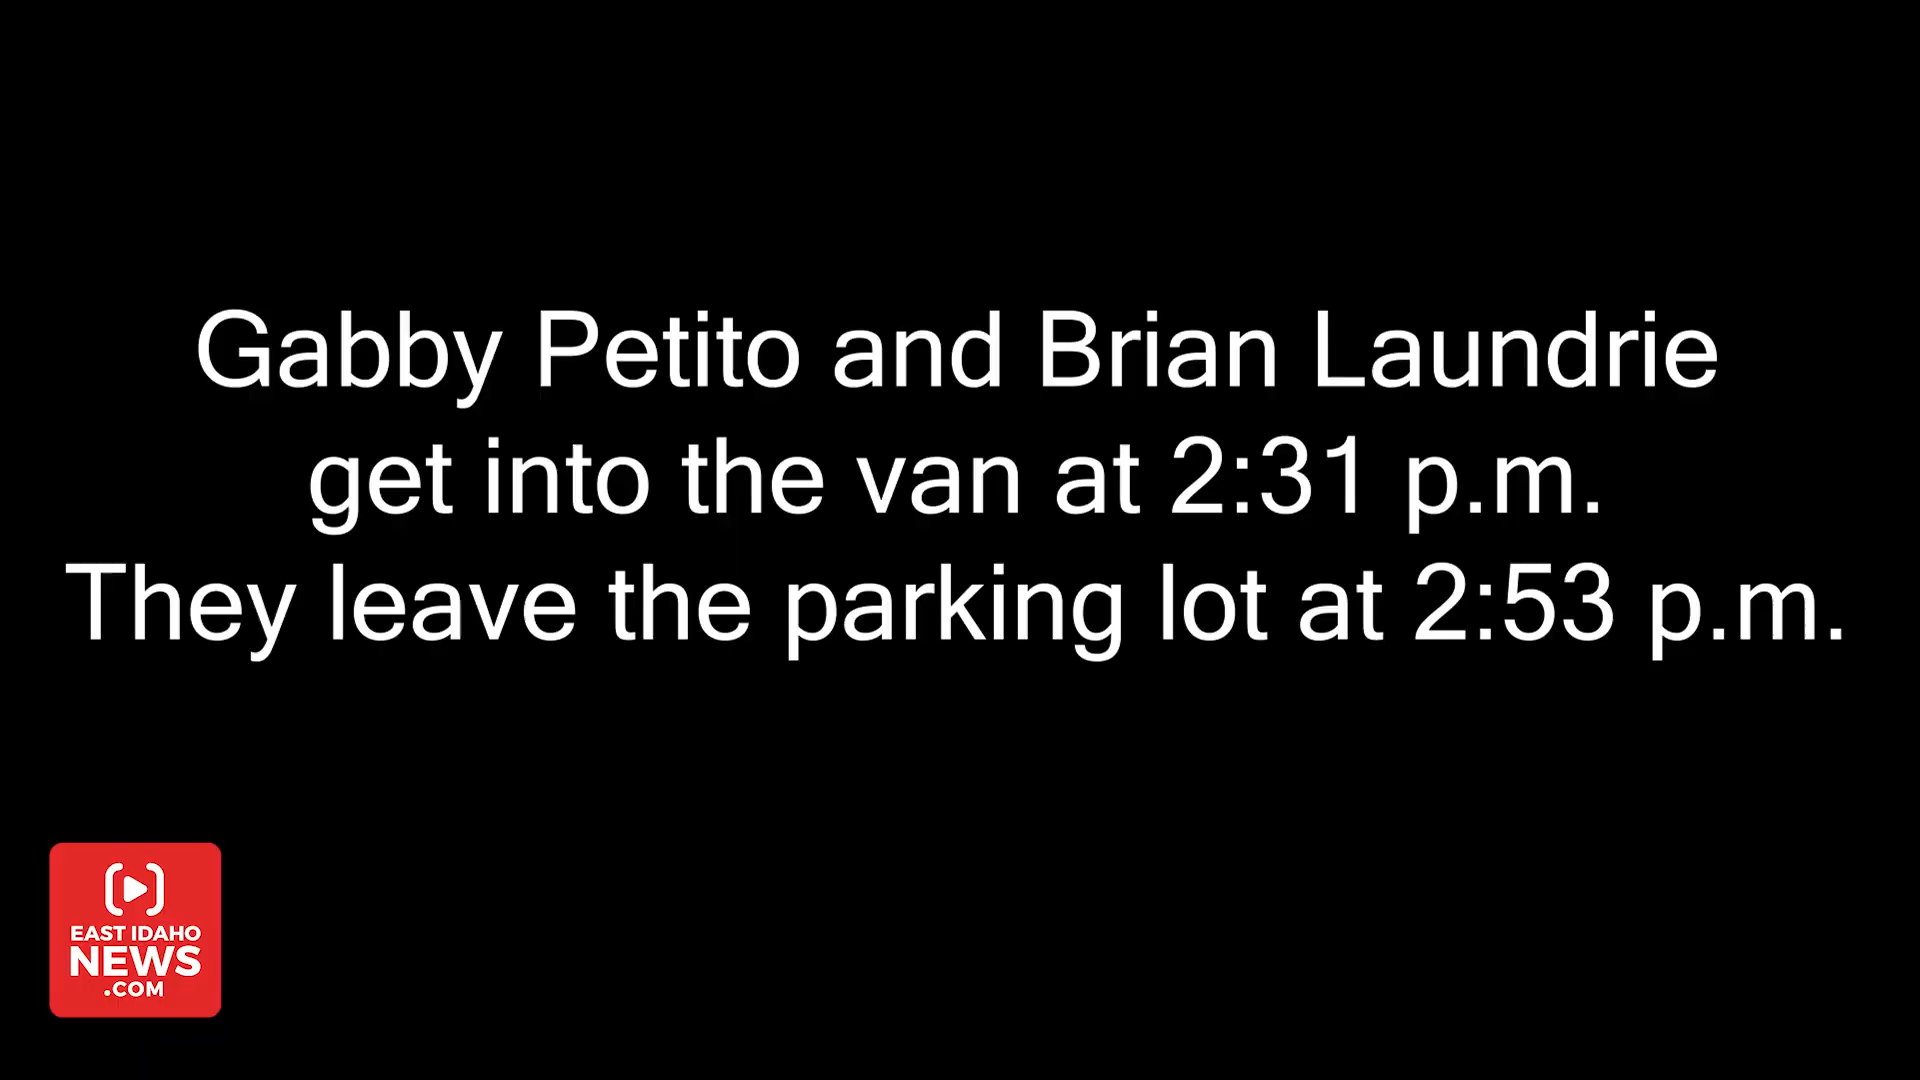 Gabby Petito and Brian Laundrie
get into the van at 2:31 p.m.
They leave the parking lot at 2:53 p.m.
EAST IDAHO
NEWS
.COM